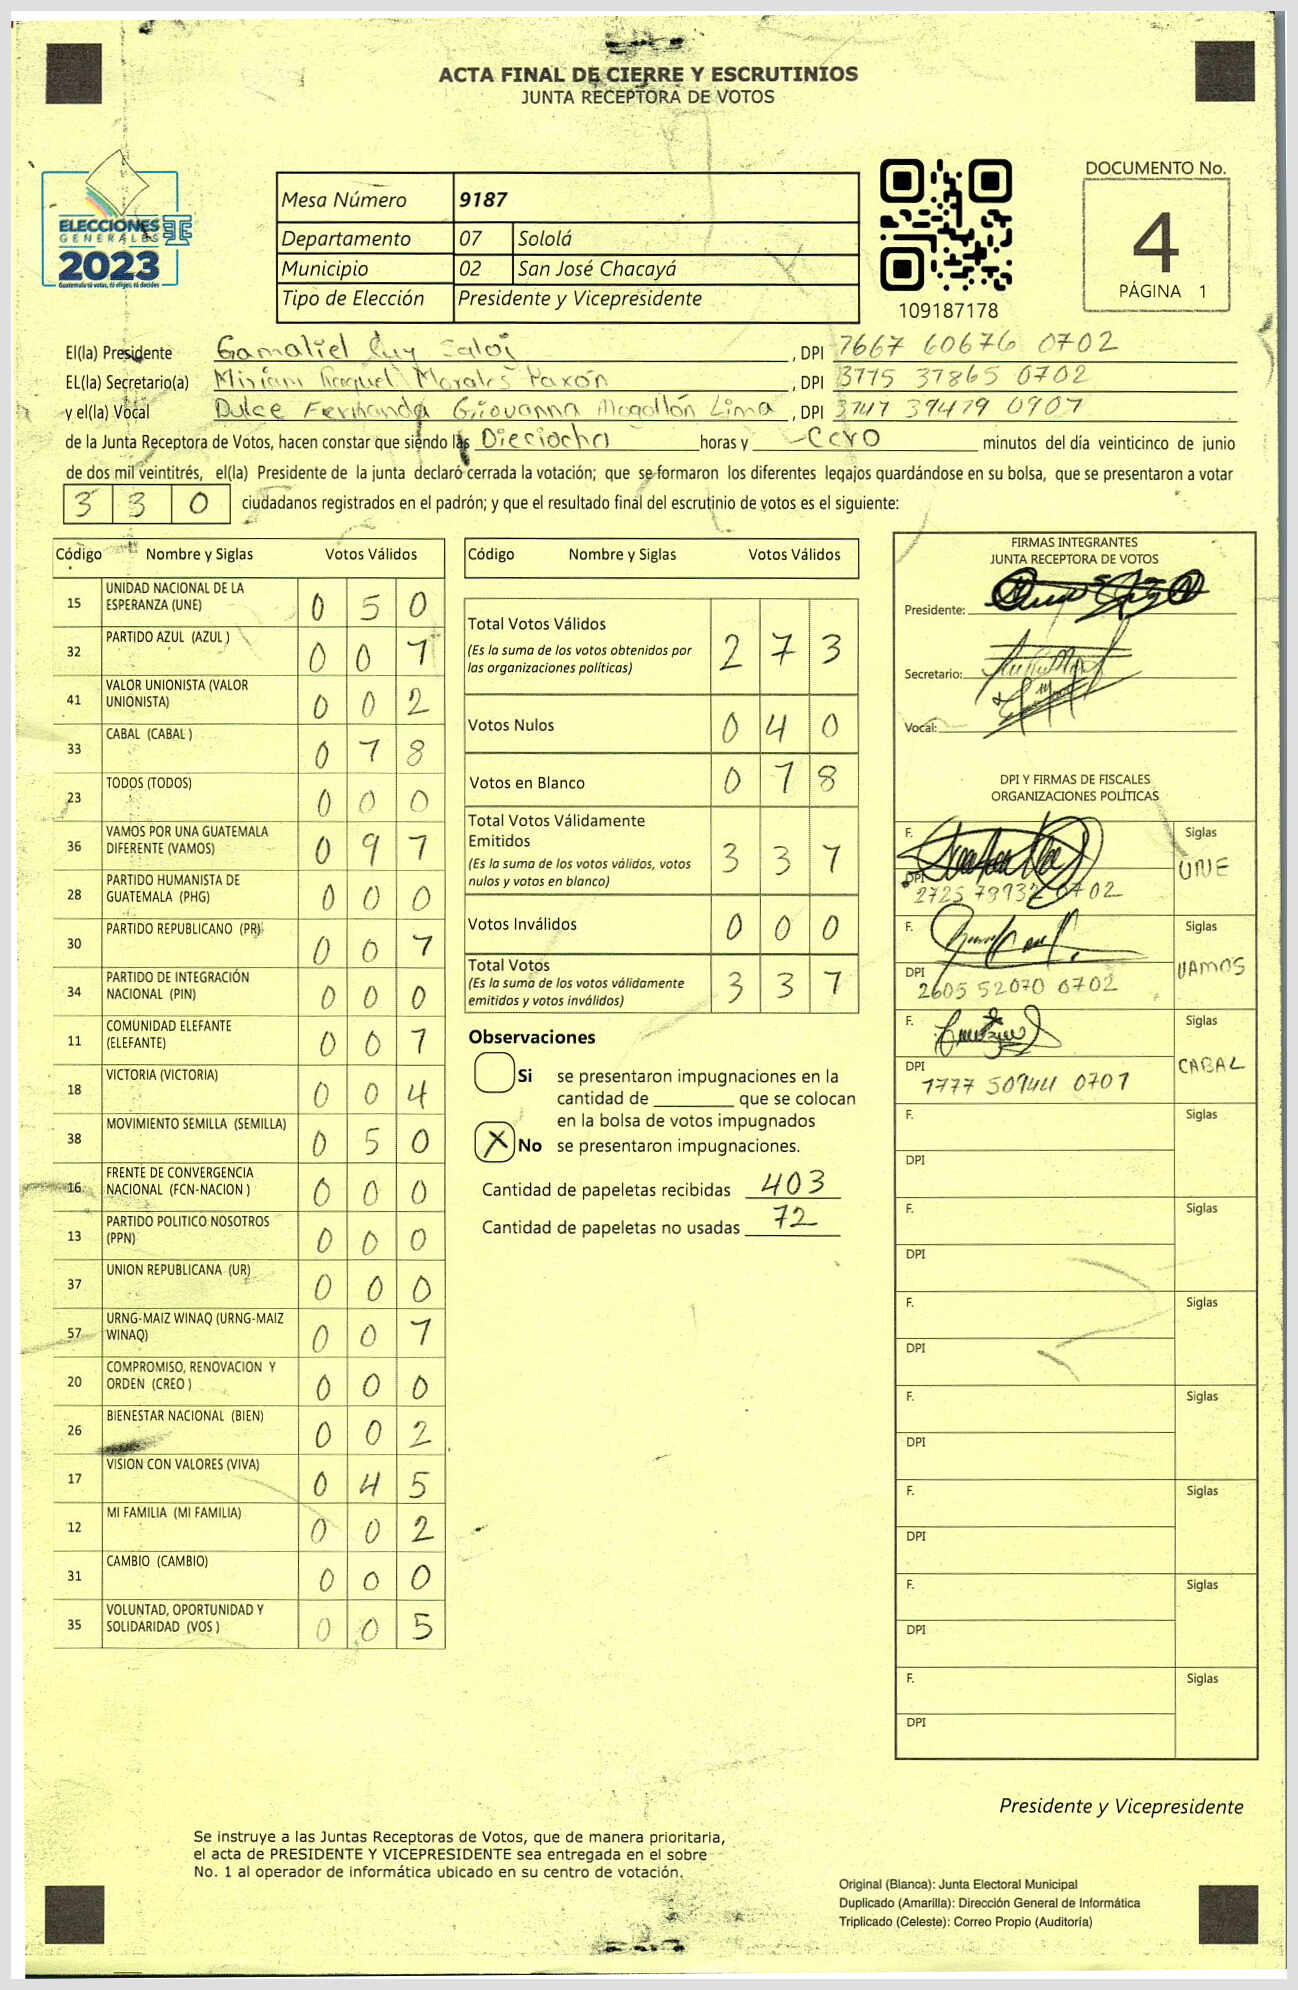 ACTA FINAL DE CIERRE Y ESCRUTINIOS
JUNTA RECEPTORA DE VOTOS
ELECCIONES
GENERALES
2023
Guatemala tú votas, tú eliges, tú decides
Mesa Número 9187
Departamento 07 Sololá
Municipio 02 San José Chacayá
Tipo de Elección Presidente y Vicepresidente
109187178
DOCUMENTO No.
4
PÁGINA 1
El(la) Presidente Gamaliel , DPI 60676 0702
EL(la) Secretario(a) Miriam Raquel Morales , DPI 37865 0702
y el(la) Vocal Dulce Fernanda Giovanna Mogollón Lima , DPI
de la Junta Receptora de Votos, hacen constar que siendo las Dieciocho horas y Cero minutos del día veinticinco de junio
de dos mil veintitrés, el(la) Presidente de la junta declaró cerrada la votación; que se formaron los diferentes legajos guardándose en su bolsa, que se presentaron a votar
330 ciudadanos registrados en el padrón; y que el resultado final del escrutinio de votos es el siguiente:
Código Nombre y Siglas Votos Válidos
15 UNIDAD NACIONAL DE LA ESPERANZA (UNE) 0 5 0
32 PARTIDO AZUL (AZUL ) 0 0 1
41 VALOR UNIONISTA (VALOR UNIONISTA) 0 0 2
33 CABAL (CABAL ) 0 1 8
23 TODOS (TODOS) 0 0 0
36 VAMOS POR UNA GUATEMALA DIFERENTE (VAMOS) 0 9 1
28 PARTIDO HUMANISTA DE GUATEMALA (PHG) 0 0 0
30 PARTIDO REPUBLICANO (PR) 0 0 1
34 PARTIDO DE INTEGRACIÓN NACIONAL (PIN) 0 0 0
11 COMUNIDAD ELEFANTE (ELEFANTE) 0 0 1
18 VICTORIA (VICTORIA) 0 0 4
38 MOVIMIENTO SEMILLA (SEMILLA) 0 5 0
16 FRENTE DE CONVERGENCIA NACIONAL (FCN-NACION ) 0 0 0
13 PARTIDO POLITICO NOSOTROS (PPN) 0 0 0
37 UNION REPUBLICANA (UR) 0 0 0
57 URNG-MAIZ WINAQ (URNG-MAIZ WINAQ) 0 0 1
20 COMPROMISO, RENOVACION Y ORDEN (CREO ) 0 0 0
26 BIENESTAR NACIONAL (BIEN) 0 0 2
17 VISION CON VALORES (VIVA) 0 4 5
12 MI FAMILIA (MI FAMILIA) 0 0 2
31 CAMBIO (CAMBIO) 0 0 0
35 VOLUNTAD, OPORTUNIDAD Y SOLIDARIDAD (VOS ) 0 0 5
Código Nombre y Siglas Votos Válidos
Total Votos Válidos 2 7 3
(Es la suma de los votos obtenidos por
las organizaciones políticas)
Votos Nulos 0 4 0
Votos en Blanco 0 1 8
Total Votos Válidamente
Emitidos 3 3 1
(Es la suma de los votos válidos, votos
nulos y votos en blanco)
Votos Inválidos 0 0 0
Total Votos 3 3 1
(Es la suma de los votos válidamente
emitidos y votos inválidos)
Observaciones
Si se presentaron impugnaciones en la
cantidad de ________ que se colocan
en la bolsa de votos impugnados
X No se presentaron impugnaciones.
Cantidad de papeletas recibidas 403
Cantidad de papeletas no usadas 72
FIRMAS INTEGRANTES
JUNTA RECEPTORA DE VOTOS
Presidente:
Secretario:
Vocal:
DPI Y FIRMAS DE FISCALES
ORGANIZACIONES POLÍTICAS
F. Siglas
UNE
DPI 0702
F. Siglas
VAMOS
DPI 2605 52070 0702
F. Siglas
CABAL
DPI
F. Siglas
DPI
F. Siglas
DPI
F. Siglas
DPI
F. Siglas
DPI
F. Siglas
DPI
F. Siglas
DPI
F. Siglas
DPI
Presidente y Vicepresidente
Se instruye a las Juntas Receptoras de Votos, que de manera prioritaria,
el acta de PRESIDENTE Y VICEPRESIDENTE sea entregada en el sobre
No. 1 al operador de informática ubicado en su centro de votación.
Original (Blanca): Junta Electoral Municipal
Duplicado (Amarilla): Dirección General de Informática
Triplicado (Celeste): Correo Propio (Auditoría)